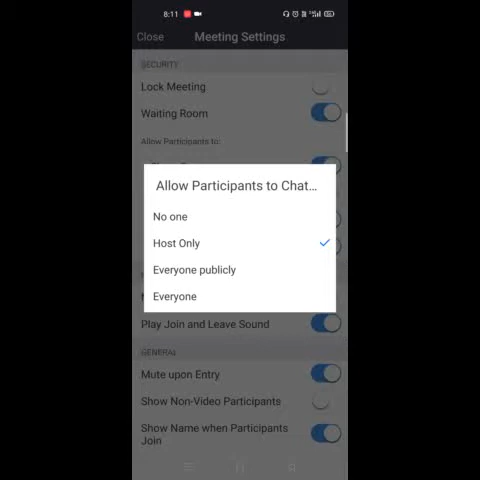 8:11
Close Meeting Settings
SECURITY
Lock Meeting
Waiting Room
Allow Participants to:
Allow Participants to Chat...
No one
Host Only
Everyone publicly
Everyone
Play Join and Leave Sound
GENERAL
Mute upon Entry
Show Non-Video Participants
Show Name when Participants
Join